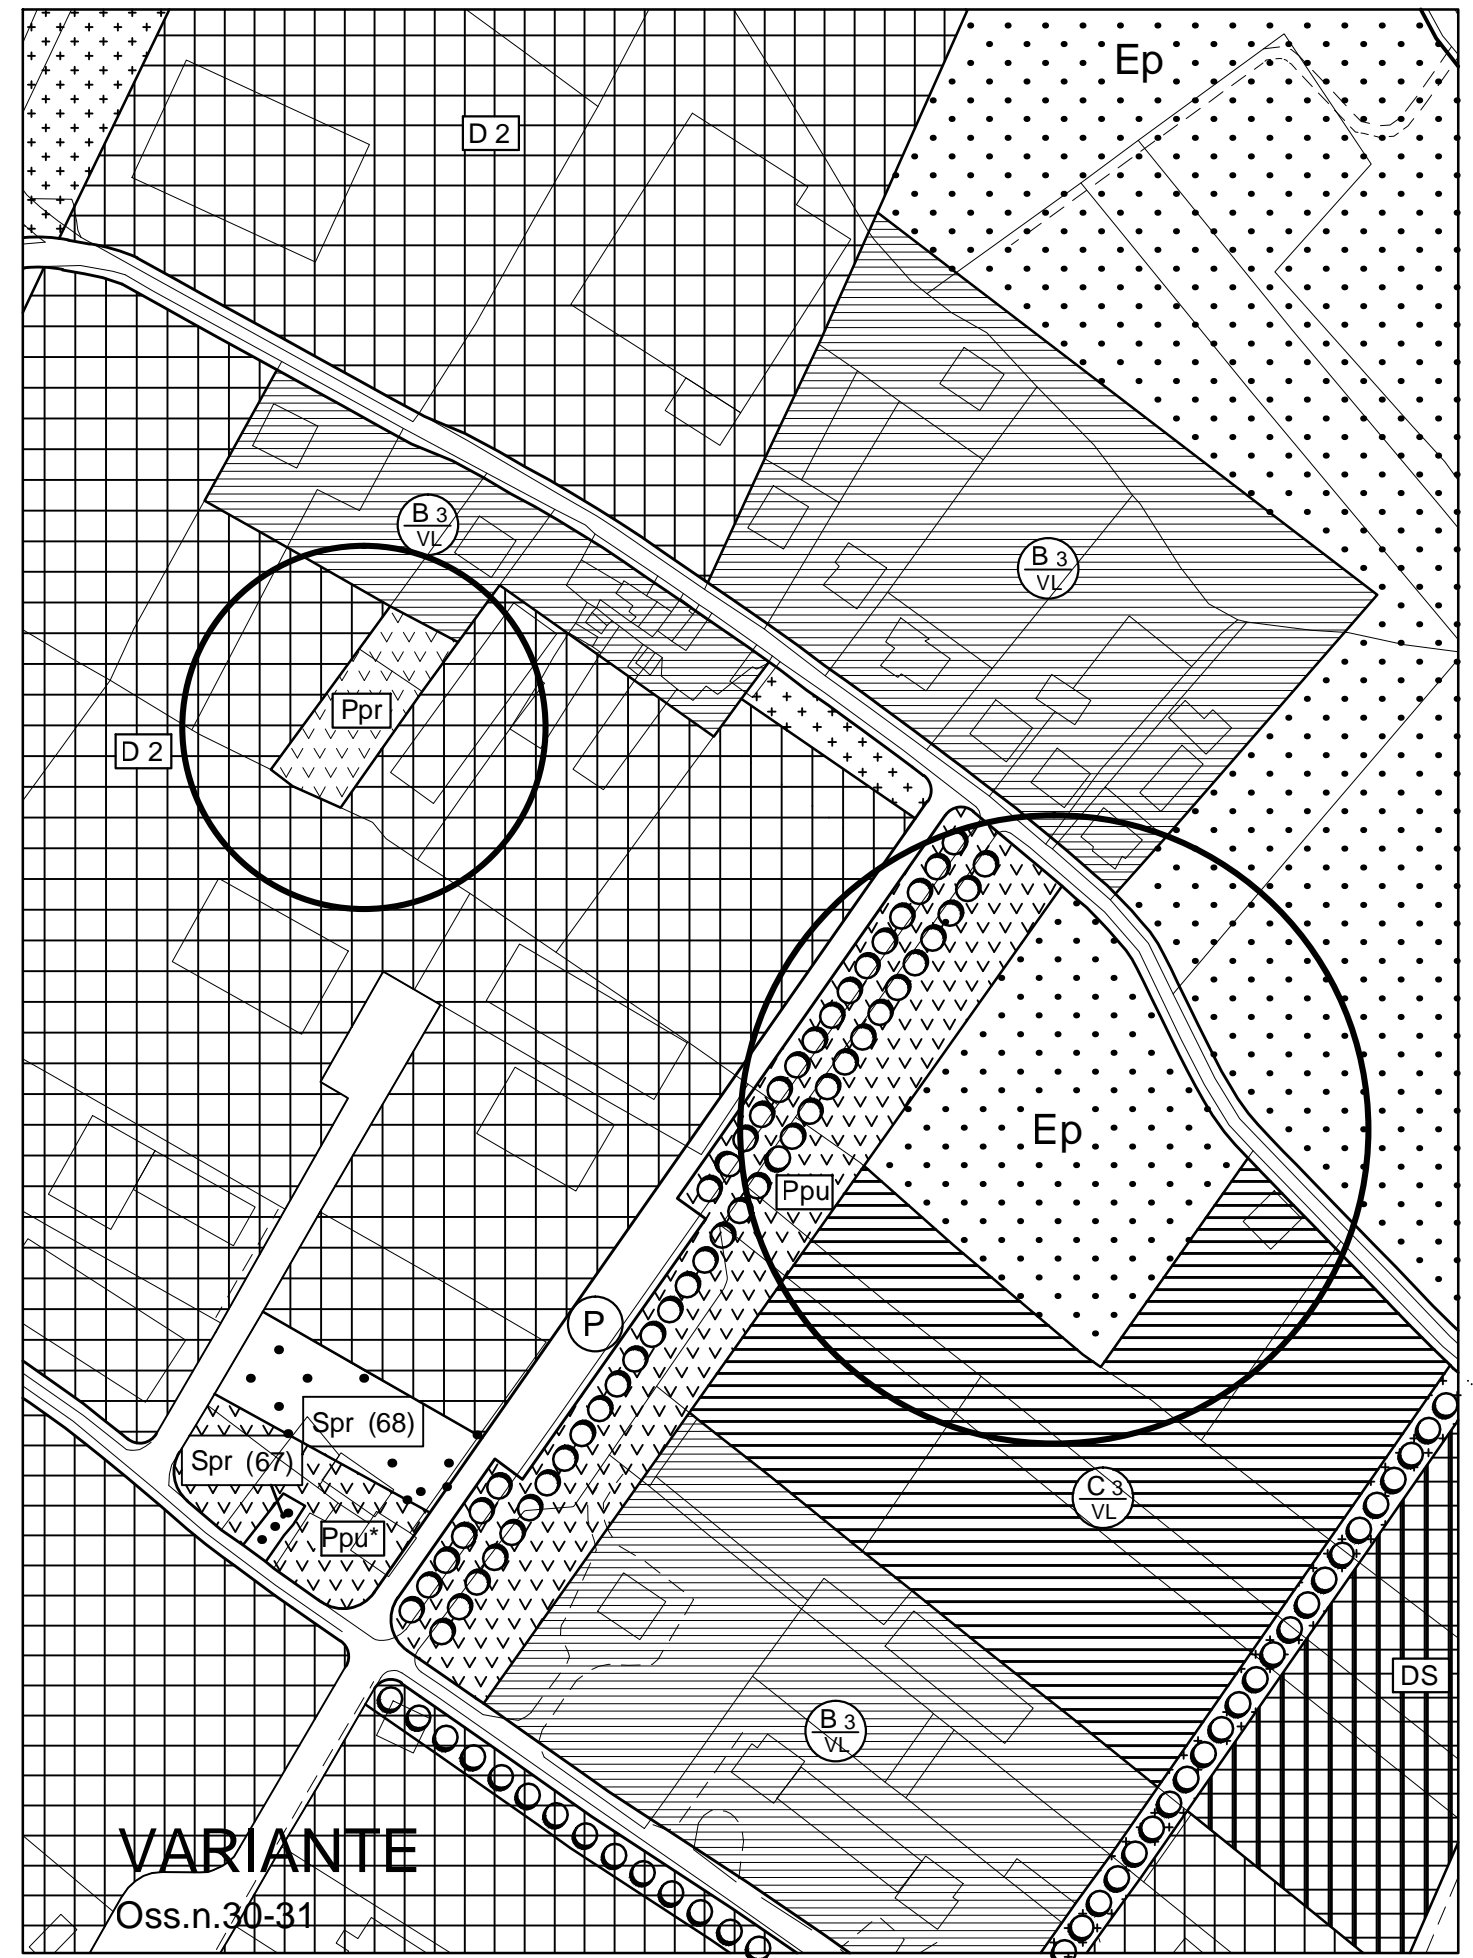 Ep
D 2
B 3
VL
B 3
VL
Ppr
D 2
Ep
Ppu
P
Spr (68)
Spr (67)
Ppu*
C 3
VL
DS
B 3
VL
VARIANTE
Oss.n.30-31